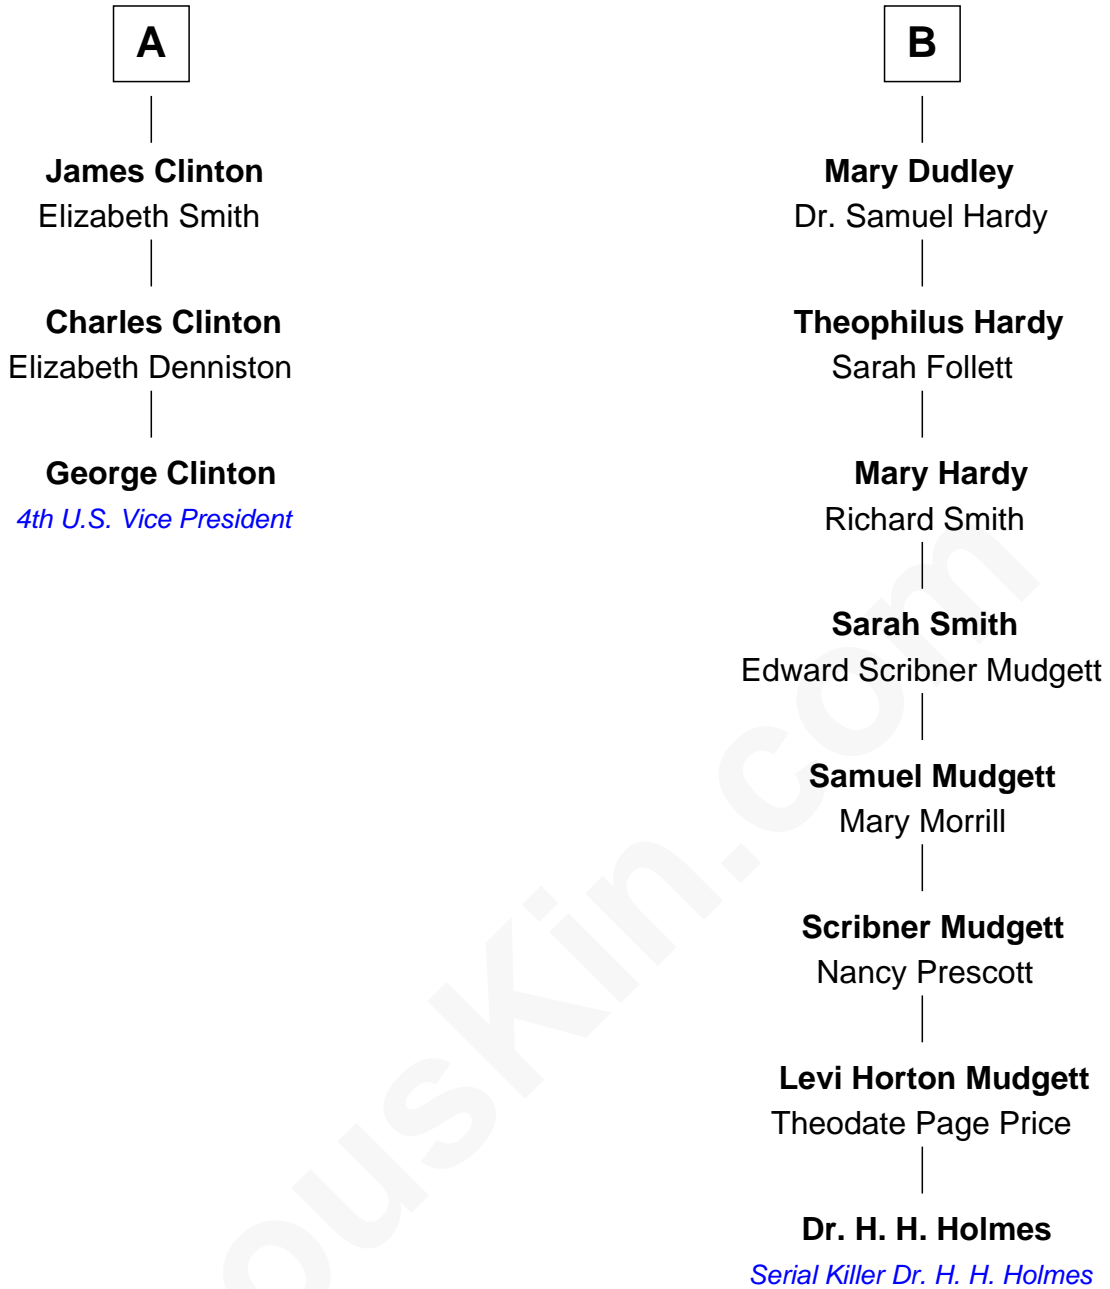 A
James Clinton
Elizabeth Smith
Charles Clinton
Elizabeth Denniston
George Clinton
4th U.S. Vice President
B
Mary Dudley
Dr. Samuel Hardy
Theophilus Hardy
Sarah Follett
Mary Hardy
Richard Smith
Sarah Smith
Edward Scribner Mudgett
Samuel Mudgett
Mary Morrill
Scribner Mudgett
Nancy Prescott
Levi Horton Mudgett
Theodate Page Price
Dr. H. H. Holmes
Serial Killer Dr. H. H. Holmes
ousKin.com